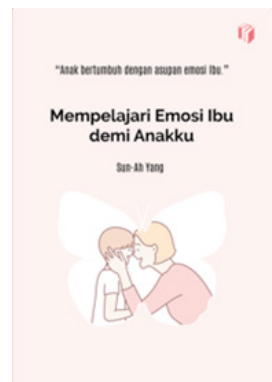 "Anak bertumbuh dengan asupan emosi Ibu."
Mempelajari Emosi Ibu
demi Anakku
Sun-Ah Yang